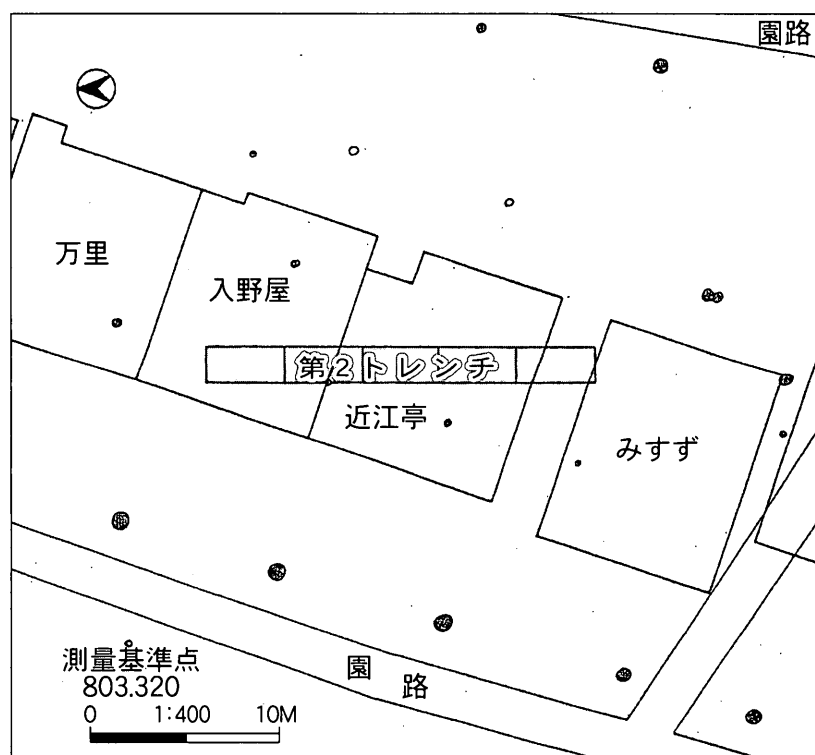 園路
万里
入野屋
第2トレンチ
近江亭
みすず
園路
測量基準点
803.320
0 1:400 10M